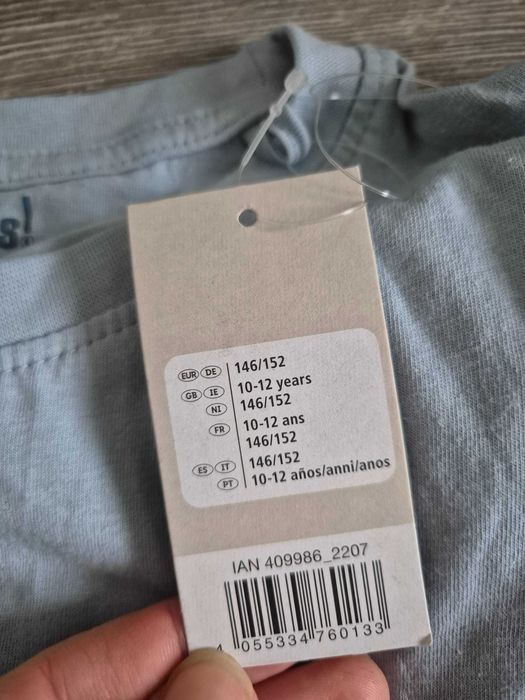 s!
EUR DE 146/152
GB IE 10-12 years
NI 146/152
FR 10-12 ans
146/152
ES IT 146/152
PT 10-12 años/anni/anos
IAN 409986_2207
4 055334 760133